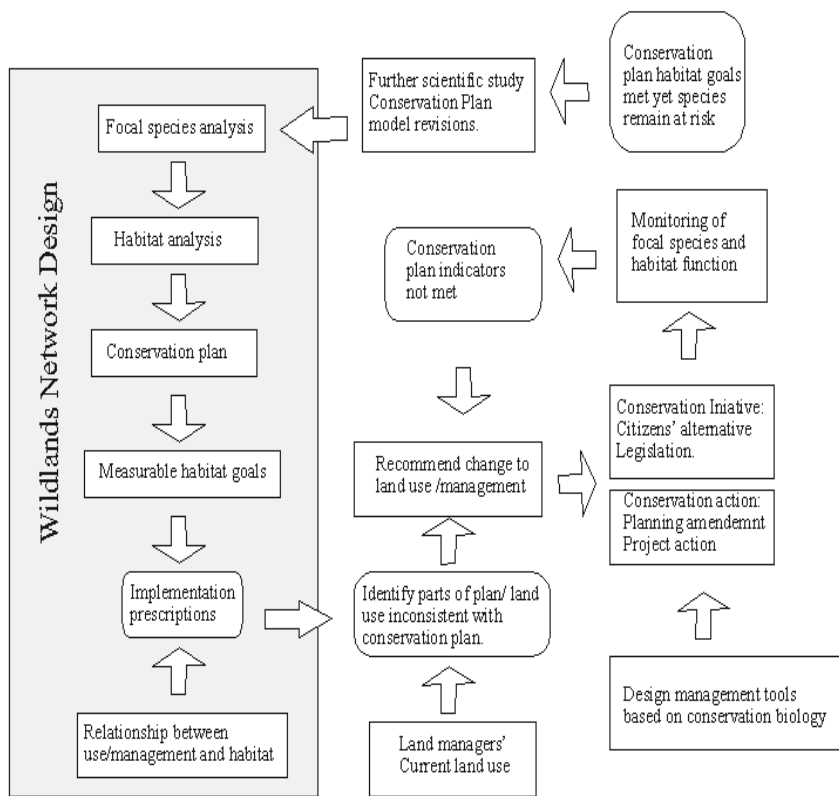 Wildlands Network Design
Focal species analysis
Habitat analysis
Conservation plan
Measurable habitat goals
Implementation
prescriptions
Relationship between
use/management and habitat
Further scientific study
Conservation Plan
model revisions.
Conservation
plan habitat goals
met yet species
remain at risk
Conservation
plan indicators
not met
Monitoring of
focal species and
habitat function
Recommend change to
land use /management
Conservation Iniative:
Citizens’ alternative
Legislation.
Conservation action:
Planning amendemnt
Project action
Identify parts of plan/ land
use inconsistent with
conservation plan.
Land managers’
Current land use
Design management tools
based on conservation biology